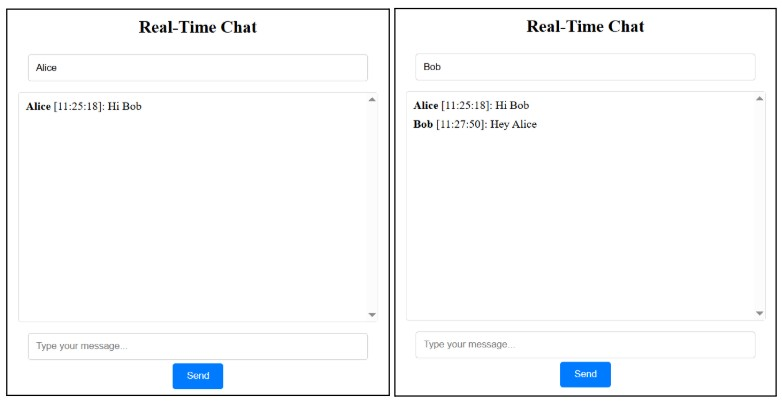 Real-Time Chat
Alice
Alice [11:25:18]: Hi Bob
Type your message...
Send
Real-Time Chat
Bob
Alice [11:25:18]: Hi Bob
Bob [11:27:50]: Hey Alice
Type your message...
Send